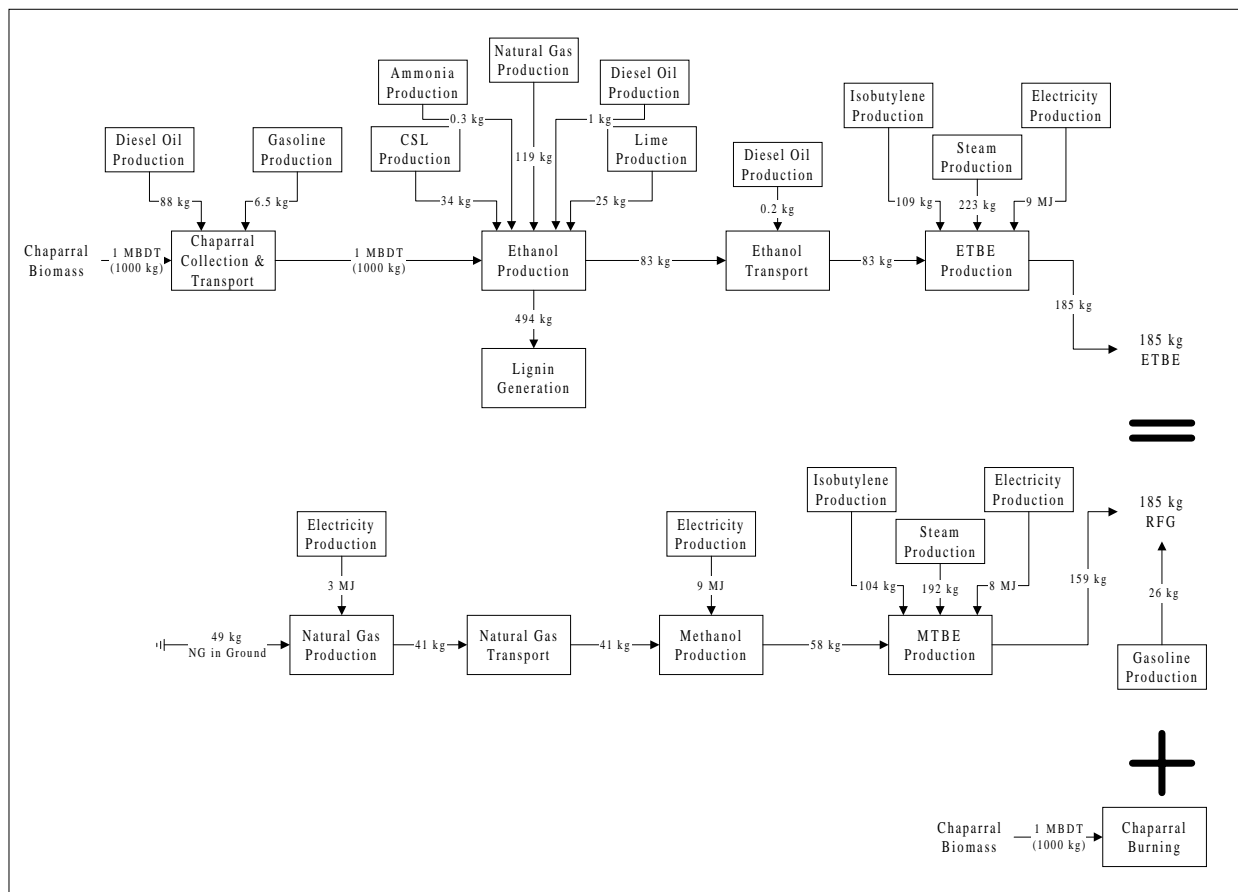 Natural Gas
Production
Ammonia
Production
Diesel Oil
Production
Isobutylene
Production
Electricity
Production
0.3 kg
1 kg
Diesel Oil
Production
Gasoline
Production
CSL
Production
119 kg
Lime
Production
Diesel Oil
Production
Steam
Production
88 kg
6.5 kg
34 kg
25 kg
0.2 kg
109 kg
223 kg
9 MJ
Chaparral
Biomass
1 MBDT
(1000 kg)
Chaparral
Collection &
Transport
1 MBDT
(1000 kg)
Ethanol
Production
83 kg
Ethanol
Transport
83 kg
ETBE
Production
494 kg
185 kg
Lignin
Generation
185 kg
ETBE
=
Isobutylene
Production
Electricity
Production
185 kg
RFG
Electricity
Production
Electricity
Production
Steam
Production
3 MJ
9 MJ
104 kg
192 kg
8 MJ
159 kg
26 kg
49 kg
NG in Ground
Natural Gas
Production
41 kg
Natural Gas
Transport
41 kg
Methanol
Production
58 kg
MTBE
Production
Gasoline
Production
+
Chaparral
Biomass
1 MBDT
(1000 kg)
Chaparral
Burning